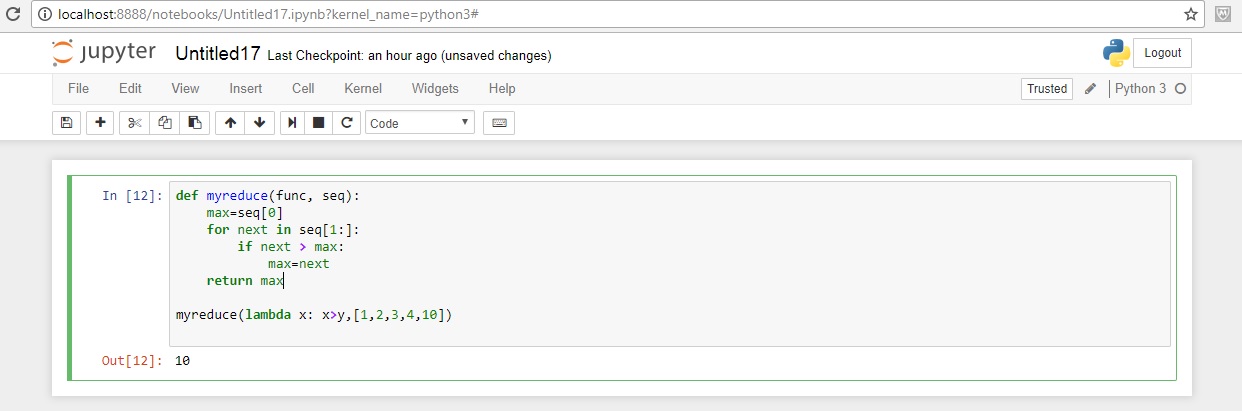 localhost:8888/notebooks/Untitled17.ipynb?kernel_name=python3#
jupyter Untitled17 Last Checkpoint: an hour ago (unsaved changes) Logout
File Edit View Insert Cell Kernel Widgets Help Trusted Python 3
Code
In [12]: def myreduce(func, seq):
max=seq[0]
for next in seq[1:]:
if next > max:
max=next
return max
myreduce(lambda x: x>y,[1,2,3,4,10])
Out[12]: 10